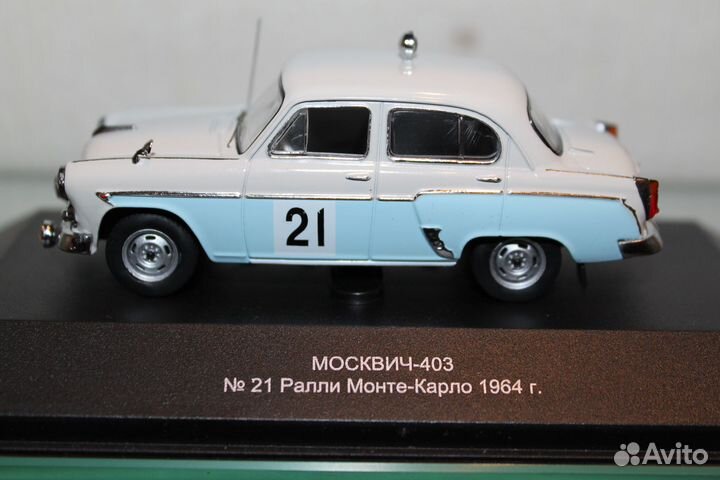 21
МОСКВИЧ-403
№ 21 Ралли Монте-Карло 1964 г.
Avito